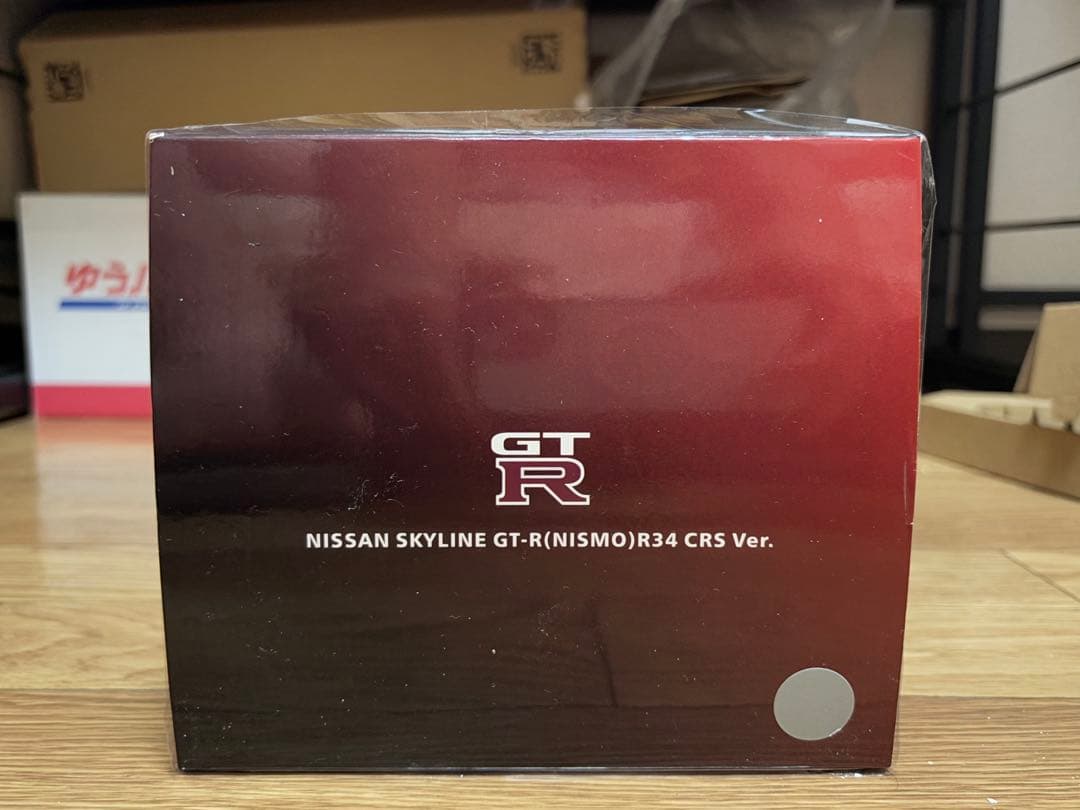 ゆうパ
GT
R
NISSAN SKYLINE GT-R(NISMO)R34 CRS Ver.